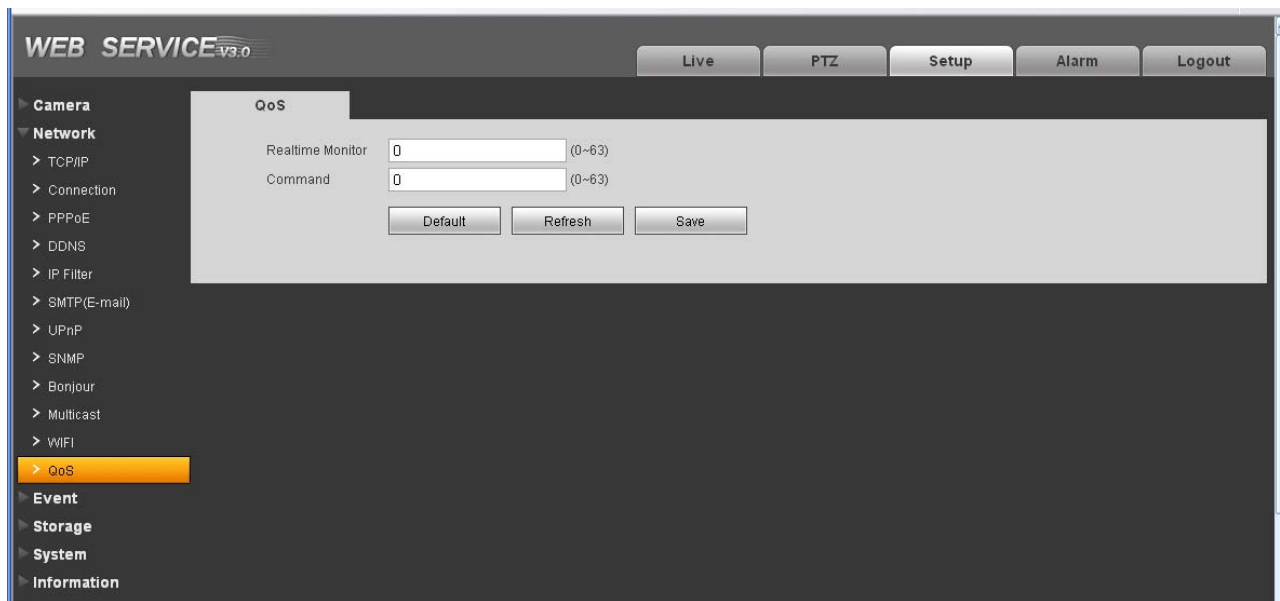 WEB SERVICE V3.0
Live PTZ Setup Alarm Logout
Camera
Network
TCP/IP
Connection
PPPoE
DDNS
IP Filter
SMTP(E-mail)
UPnP
SNMP
Bonjour
Multicast
WIFI
QoS
Event
Storage
System
Information
QoS
Realtime Monitor 0 (0~63)
Command 0 (0~63)
Default Refresh Save